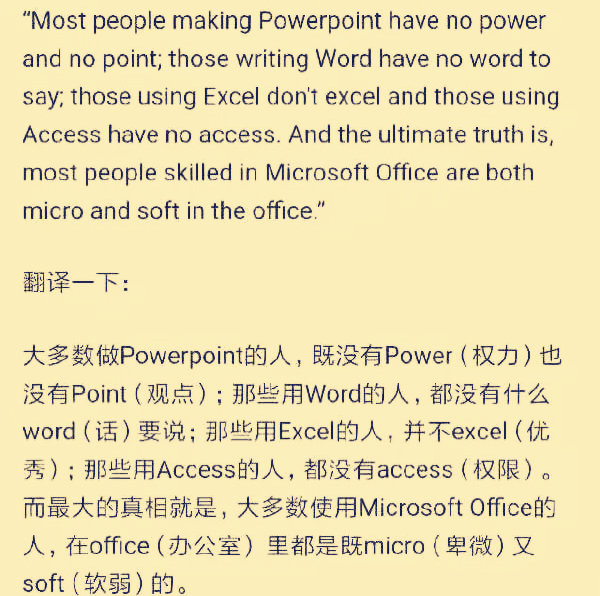 “Most people making Powerpoint have no power
and no point; those writing Word have no word to
say; those using Excel don't excel and those using
Access have no access. And the ultimate truth is,
most people skilled in Microsoft Office are both
micro and soft in the office.”
翻译一下：
大多数做Powerpoint的人，既没有Power（权力）也
没有Point（观点）；那些用Word的人，都没有什么
word（话）要说；那些用Excel的人，并不excel（优
秀）；那些用Access的人，都没有access（权限）。
而最大的真相就是，大多数使用Microsoft Office的
人，在office（办公室）里都是既micro（卑微）又
soft（软弱）的。